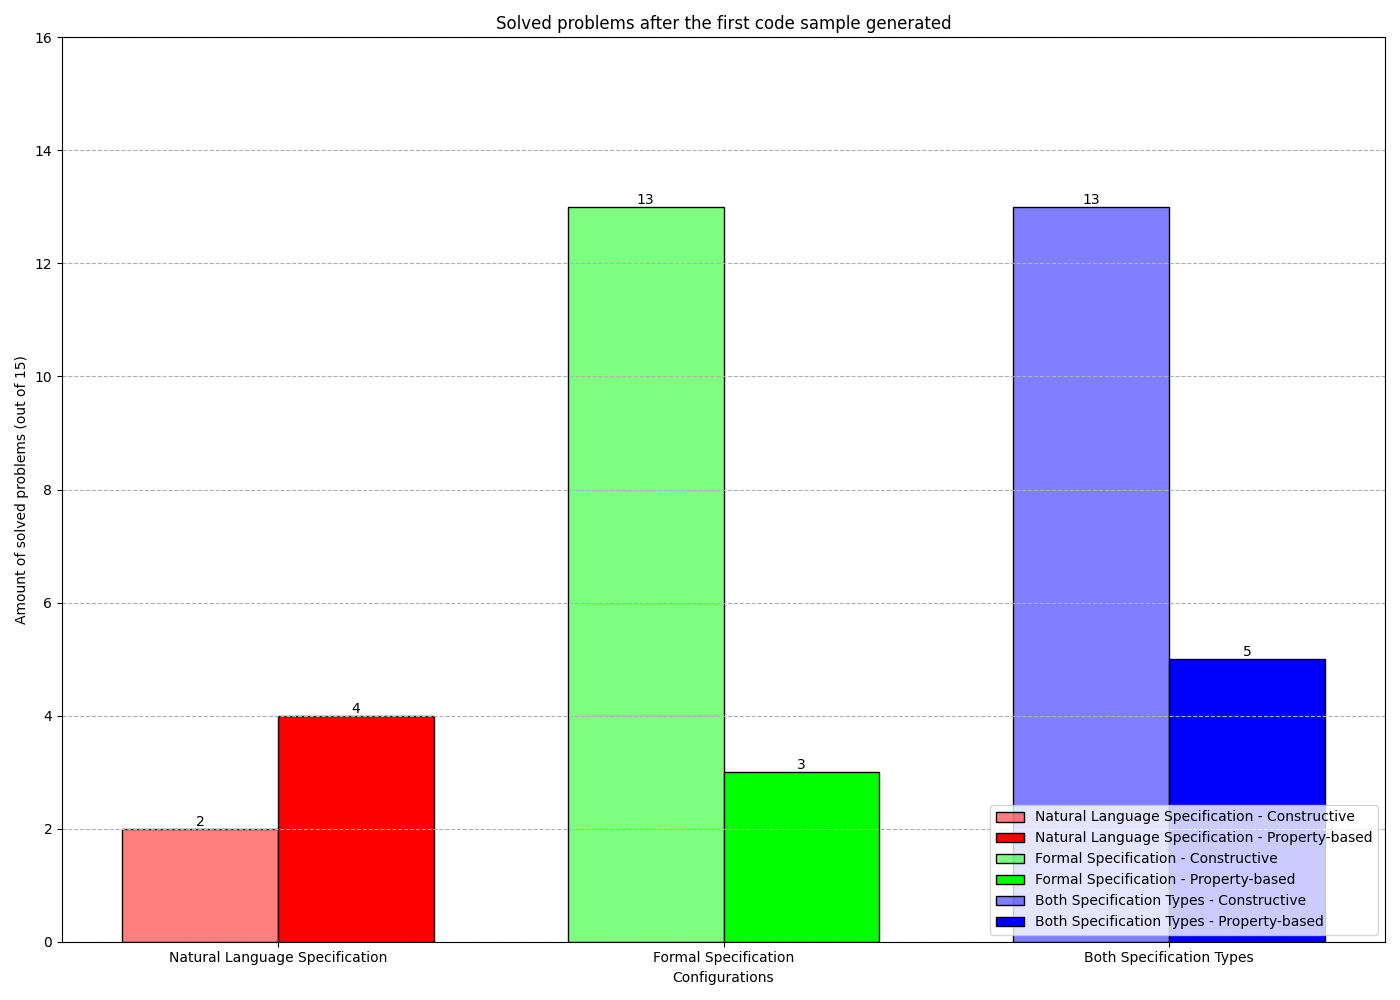 Solved problems after the first code sample generated
Amount of solved problems (out of 15)
16
14
12
10
8
6
4
2
0
2
4
13
3
13
5
Natural Language Specification - Constructive
Natural Language Specification - Property-based
Formal Specification - Constructive
Formal Specification - Property-based
Both Specification Types - Constructive
Both Specification Types - Property-based
Natural Language Specification
Formal Specification
Both Specification Types
Configurations